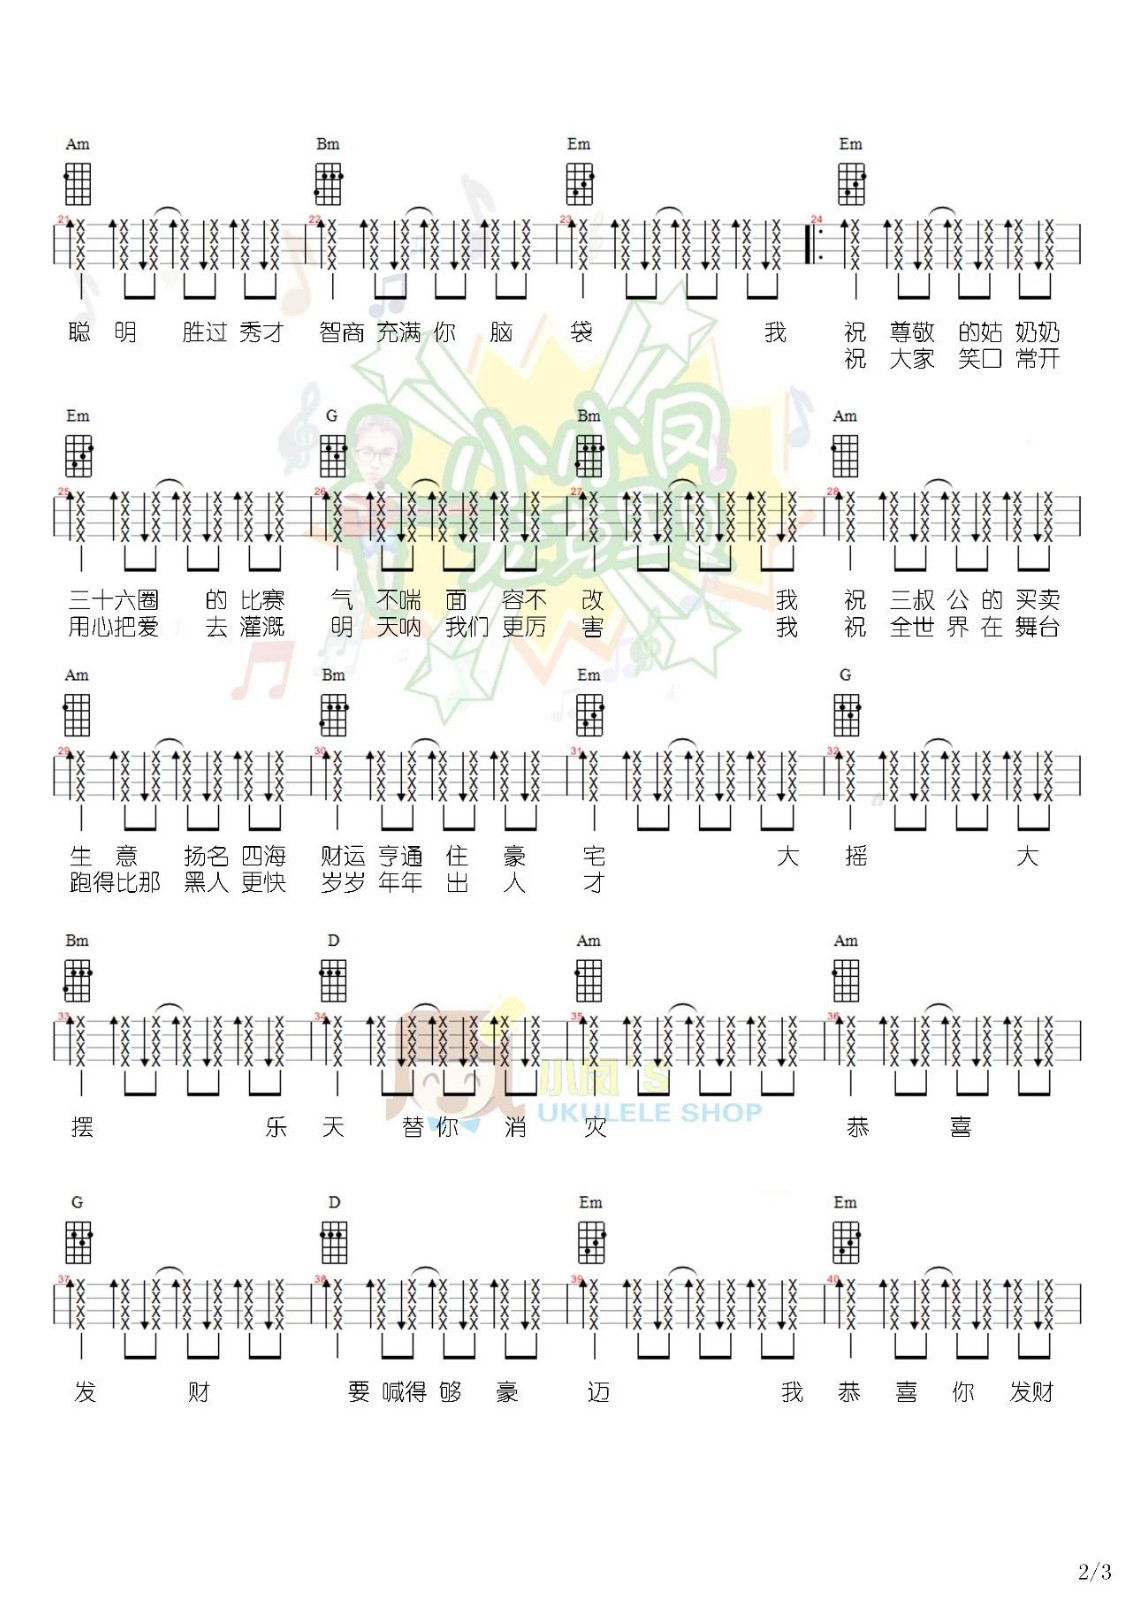 Am Bm Em Em
21 22 23 24
聪明 胜过秀才 智商充满你脑袋 我 祝尊敬的姑奶奶
祝大家笑口常开
Em G Bm Am
25 26 27 28
三十六圈的比赛 气不喘面容不改 我 祝三叔公的买卖
用心把爱去灌溉 明天呐我们更厉害 我 祝全世界在舞台
Am Bm Em G
29 30 31 32
生意扬名四海 财运亨通住豪宅 大 摇 大
跑得比那黑人更快 岁岁年年出人才
Bm D Am Am
33 34 35 36
摆 乐 天 替你消灾 恭喜
小凤's
UKULELE SHOP
G D Em Em
37 38 39 40
发财 要喊得够豪迈 我 恭喜你发财
2/3